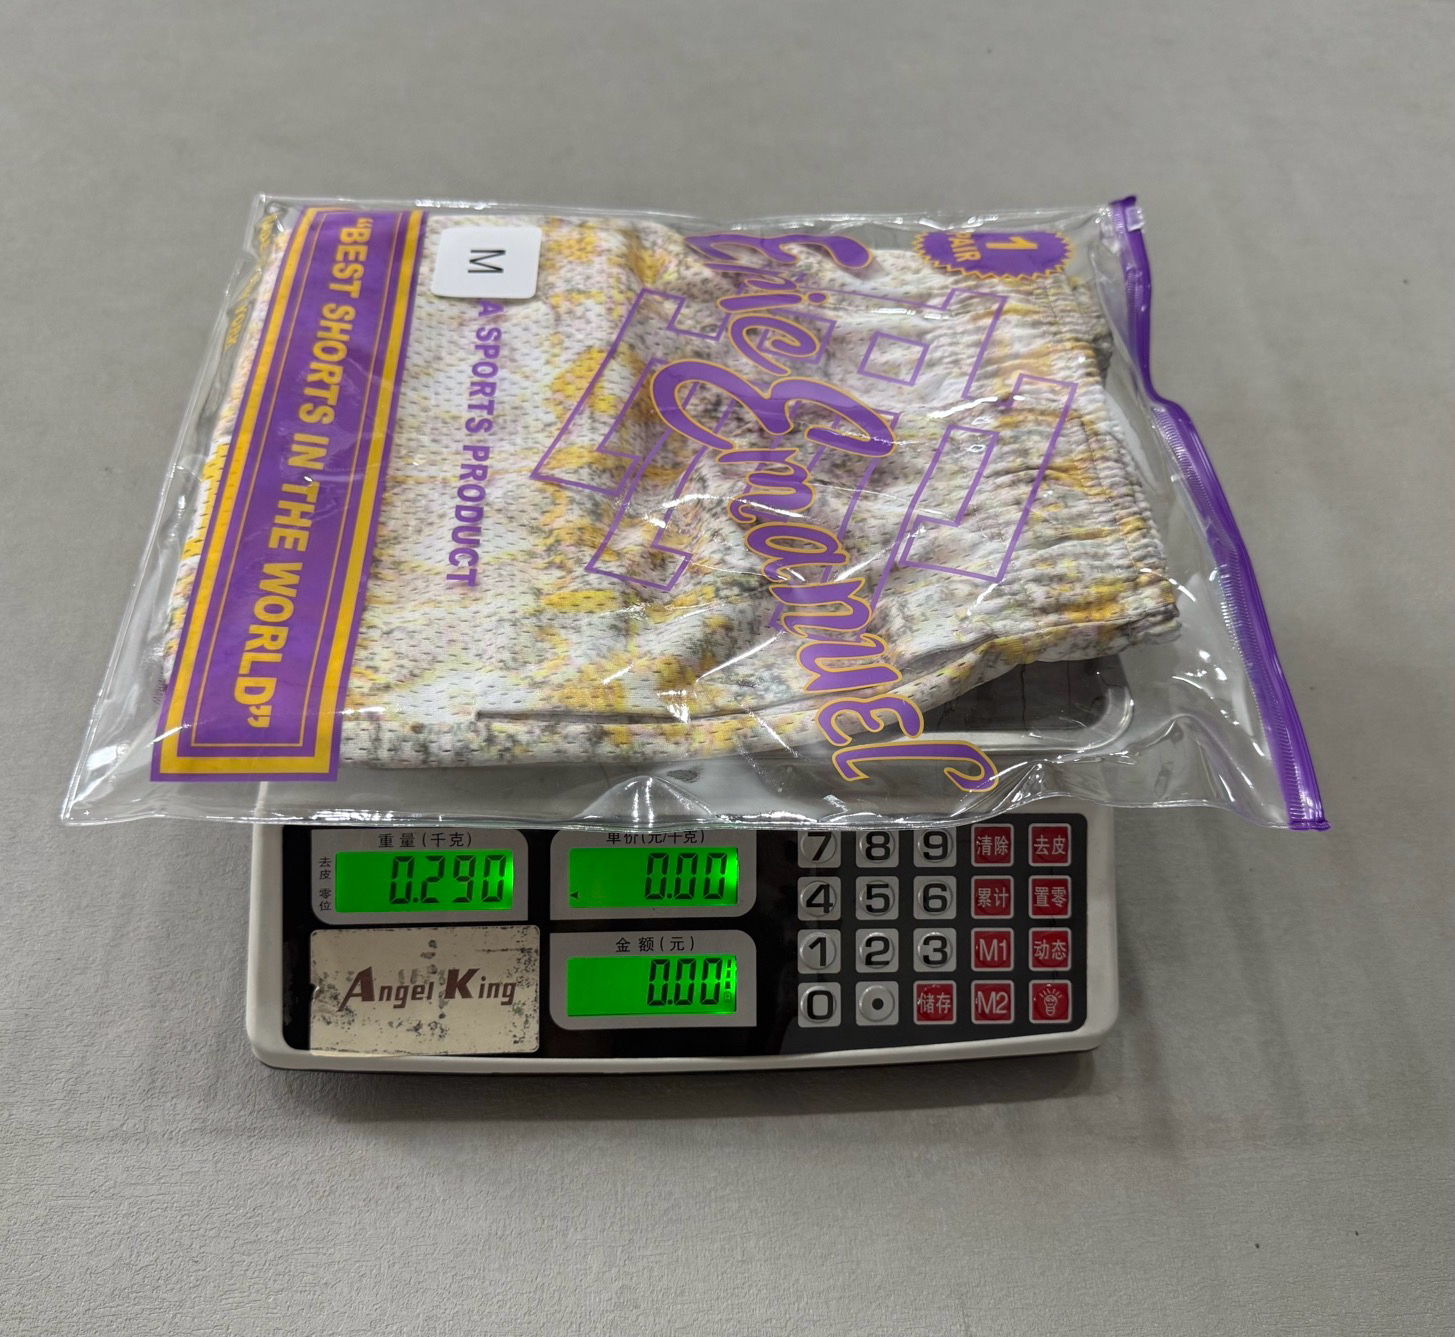 1
PAIR
Eric Emanuel
M
A SPORTS PRODUCT
“BEST SHORTS IN THE WORLD”
重量(千克)
去皮
零位
0.290
单价(元/千克)
0.00
金额(元)
0.00
Angel King
7 8 9 清除 去皮
4 5 6 累计 置零
1 2 3 M1 动态
0 • 储存 M2